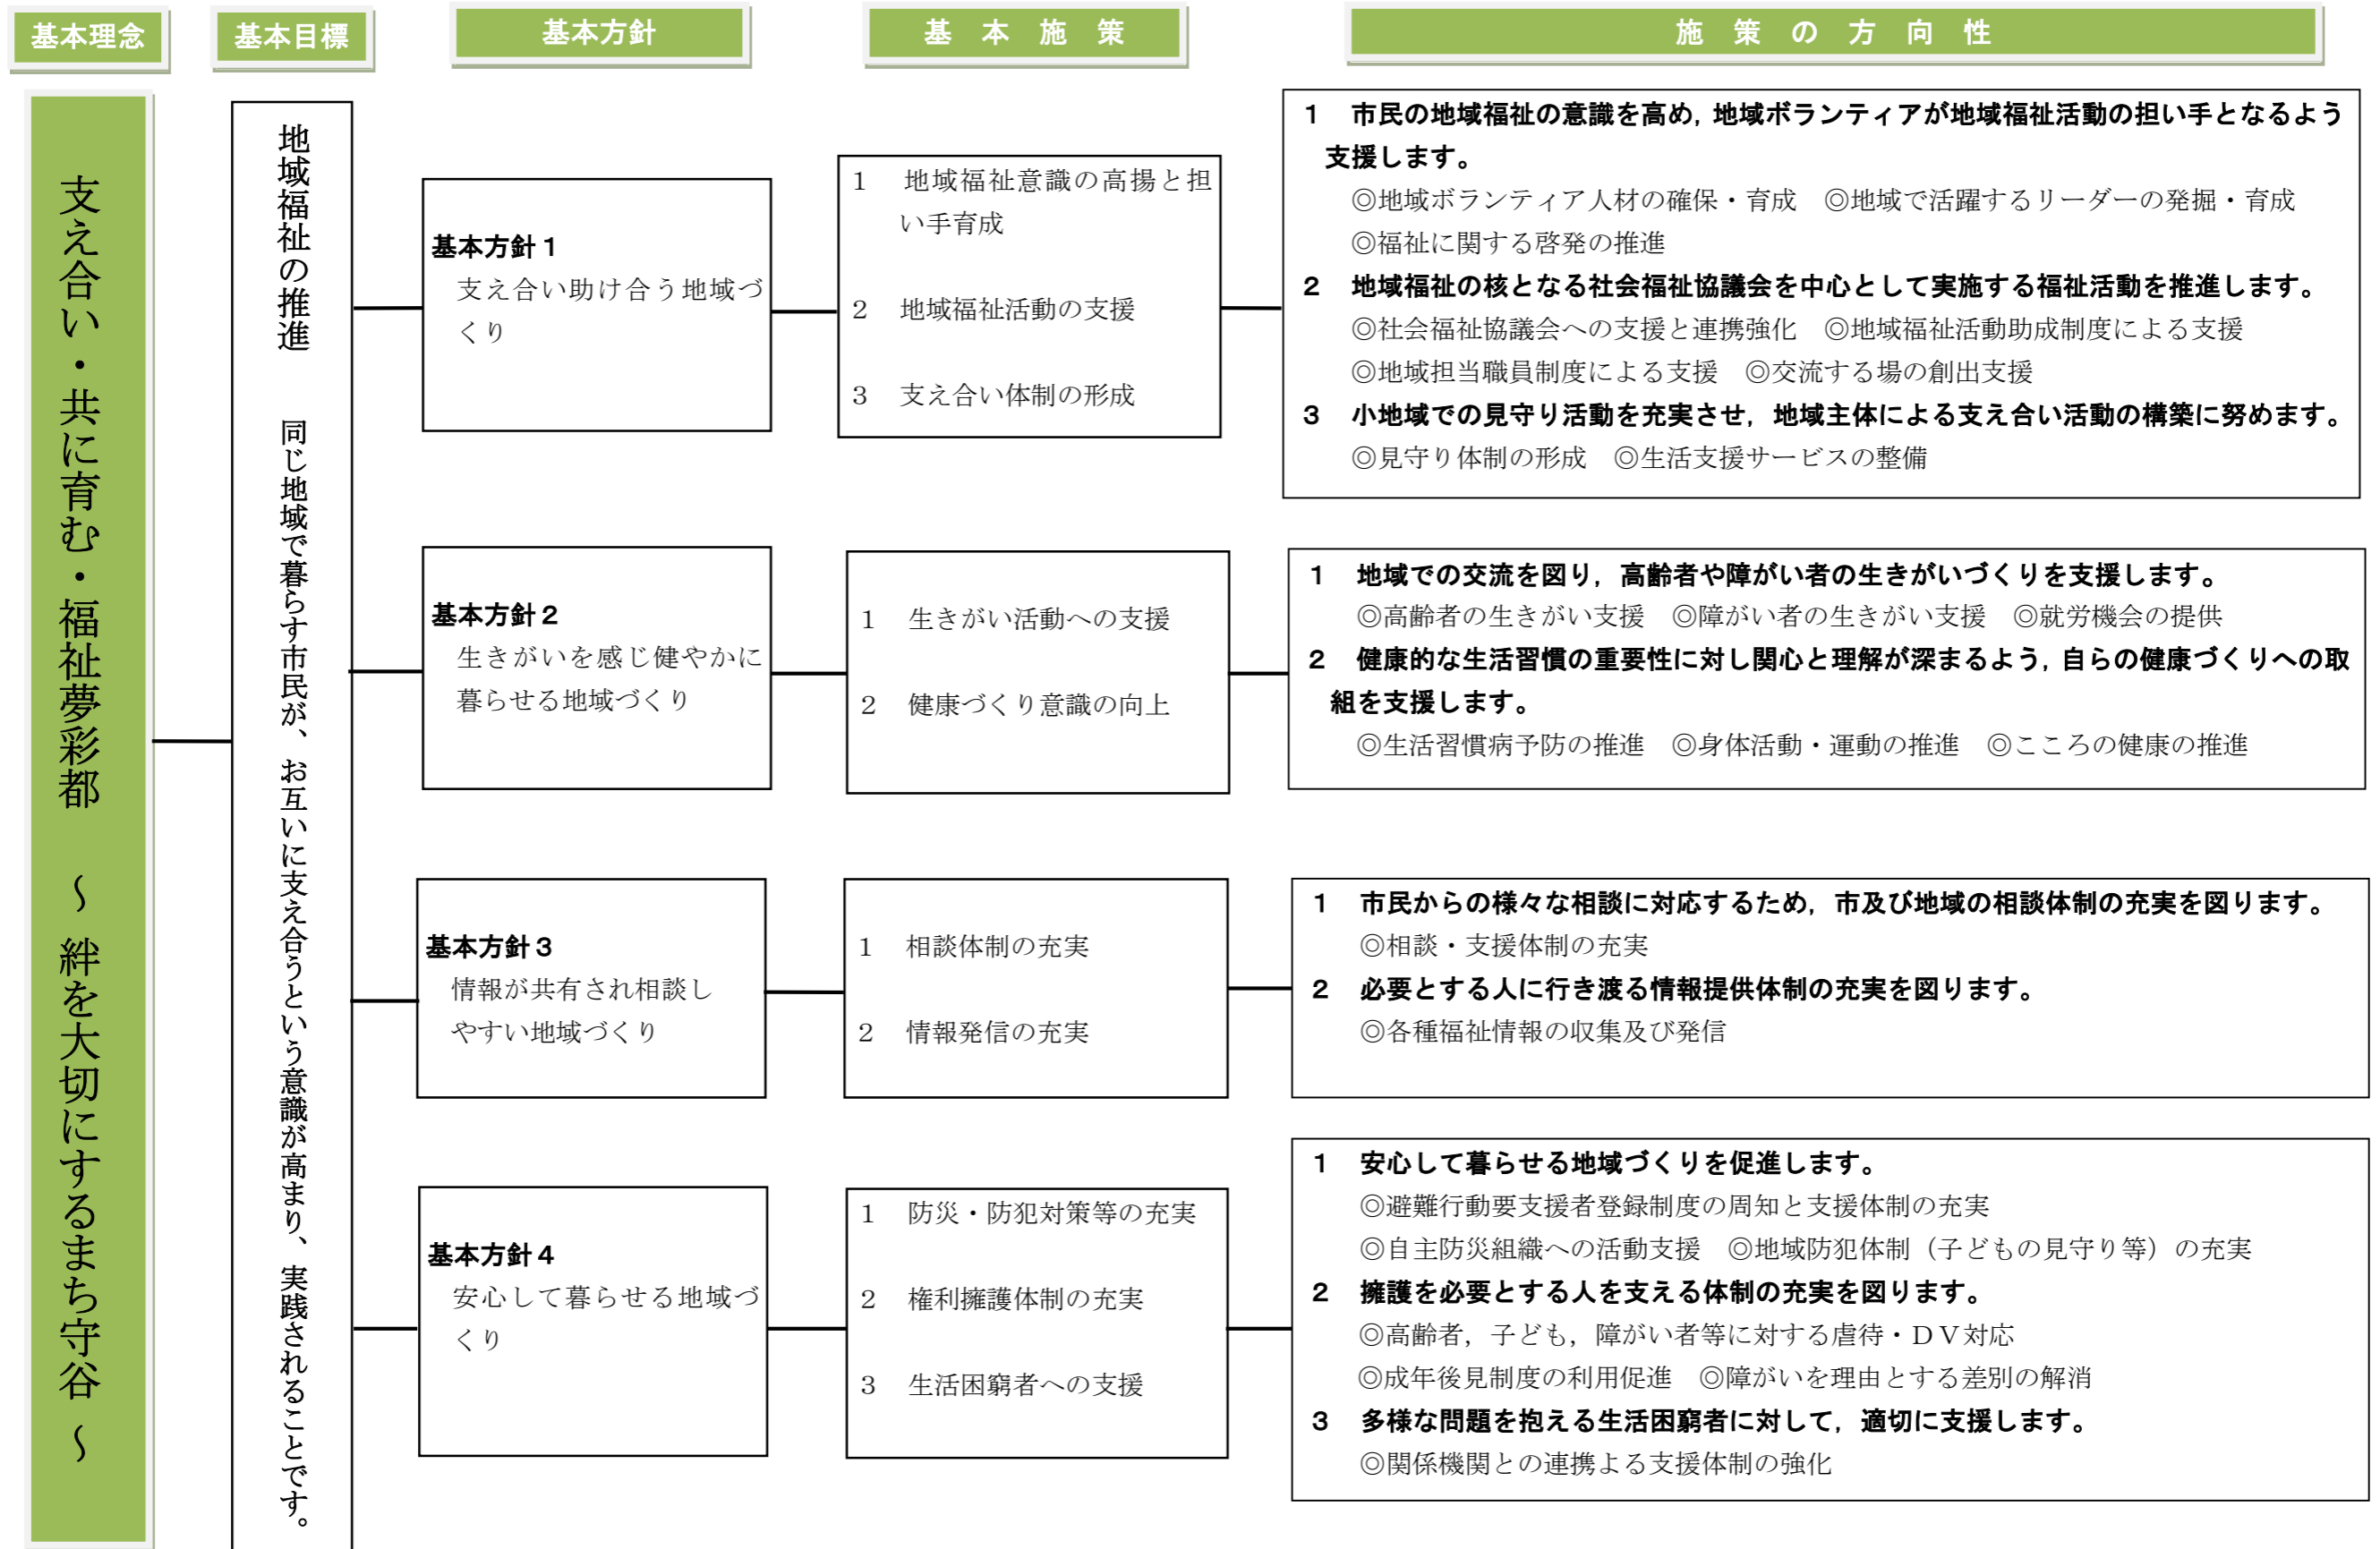 基本理念
基本目標
基本方針
基　本　施　策
施　策　の　方　向　性
支え合い・共に育む・福祉夢彩都　～ 絆を大切にするまち守谷 ～
地域福祉の推進　同じ地域で暮らす市民が、お互いに支え合うという意識が高まり、実践されることです。
基本方針１
支え合い助け合う地域づ
くり
1　地域福祉意識の高揚と担
い手育成
2　地域福祉活動の支援
3　支え合い体制の形成
1　市民の地域福祉の意識を高め，地域ボランティアが地域福祉活動の担い手となるよう
支援します。
◎地域ボランティア人材の確保・育成　◎地域で活躍するリーダーの発掘・育成
◎福祉に関する啓発の推進
2　地域福祉の核となる社会福祉協議会を中心として実施する福祉活動を推進します。
◎社会福祉協議会への支援と連携強化　◎地域福祉活動助成制度による支援
◎地域担当職員制度による支援　◎交流する場の創出支援
3　小地域での見守り活動を充実させ，地域主体による支え合い活動の構築に努めます。
◎見守り体制の形成　◎生活支援サービスの整備
基本方針２
生きがいを感じ健やかに
暮らせる地域づくり
1　生きがい活動への支援
2　健康づくり意識の向上
1　地域での交流を図り，高齢者や障がい者の生きがいづくりを支援します。
◎高齢者の生きがい支援　◎障がい者の生きがい支援　◎就労機会の提供
2　健康的な生活習慣の重要性に対し関心と理解が深まるよう，自らの健康づくりへの取
組を支援します。
◎生活習慣病予防の推進　◎身体活動・運動の推進　◎こころの健康の推進
基本方針３
情報が共有され相談し
やすい地域づくり
1　相談体制の充実
2　情報発信の充実
1　市民からの様々な相談に対応するため，市及び地域の相談体制の充実を図ります。
◎相談・支援体制の充実
2　必要とする人に行き渡る情報提供体制の充実を図ります。
◎各種福祉情報の収集及び発信
基本方針４
安心して暮らせる地域づ
くり
1　防災・防犯対策等の充実
2　権利擁護体制の充実
3　生活困窮者への支援
1　安心して暮らせる地域づくりを促進します。
◎避難行動要支援者登録制度の周知と支援体制の充実
◎自主防災組織への活動支援　◎地域防犯体制（子どもの見守り等）の充実
2　擁護を必要とする人を支える体制の充実を図ります。
◎高齢者，子ども，障がい者等に対する虐待・ＤＶ対応
◎成年後見制度の利用促進　◎障がいを理由とする差別の解消
3　多様な問題を抱える生活困窮者に対して，適切に支援します。
◎関係機関との連携よる支援体制の強化